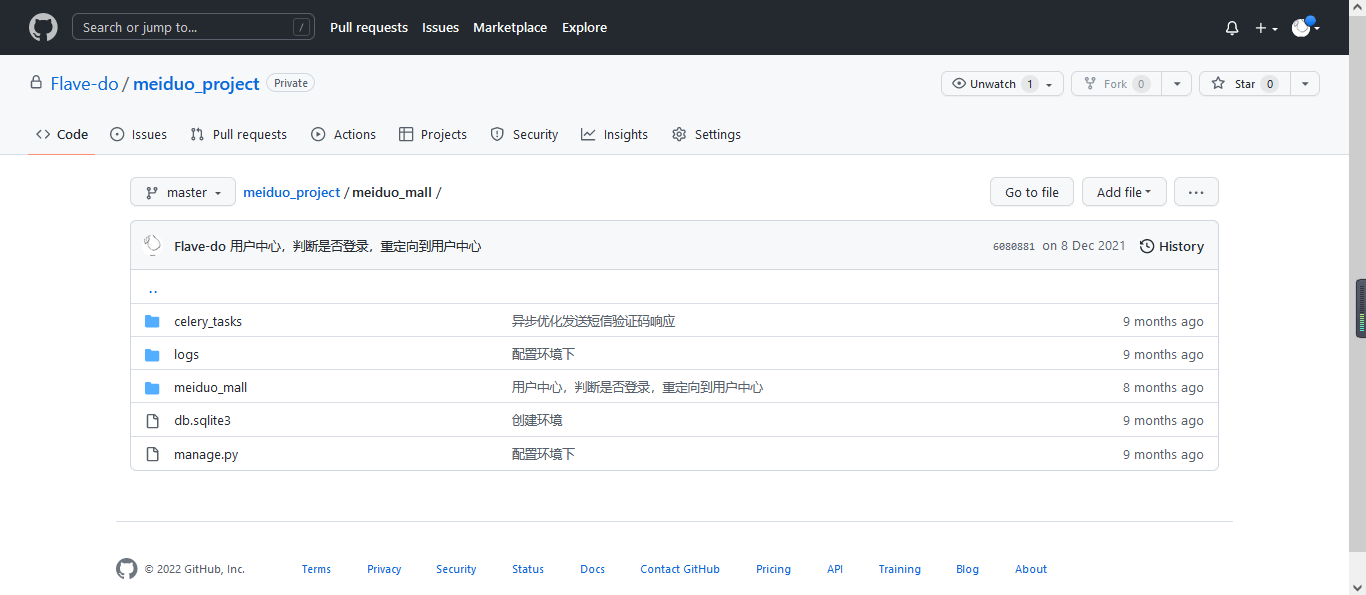 Search or jump to... / Pull requests Issues Marketplace Explore
Flave-do / meiduo_project Private Unwatch 1 Fork 0 Star 0
Code Issues Pull requests Actions Projects Security Insights Settings
master meiduo_project / meiduo_mall / Go to file Add file ...
Flave-do 用户中心，判断是否登录，重定向到用户中心 6080881 on 8 Dec 2021 History
..
celery_tasks 异步优化发送短信验证码响应 9 months ago
logs 配置环境下 9 months ago
meiduo_mall 用户中心，判断是否登录，重定向到用户中心 8 months ago
db.sqlite3 创建环境 9 months ago
manage.py 配置环境下 9 months ago
© 2022 GitHub, Inc. Terms Privacy Security Status Docs Contact GitHub Pricing API Training Blog About